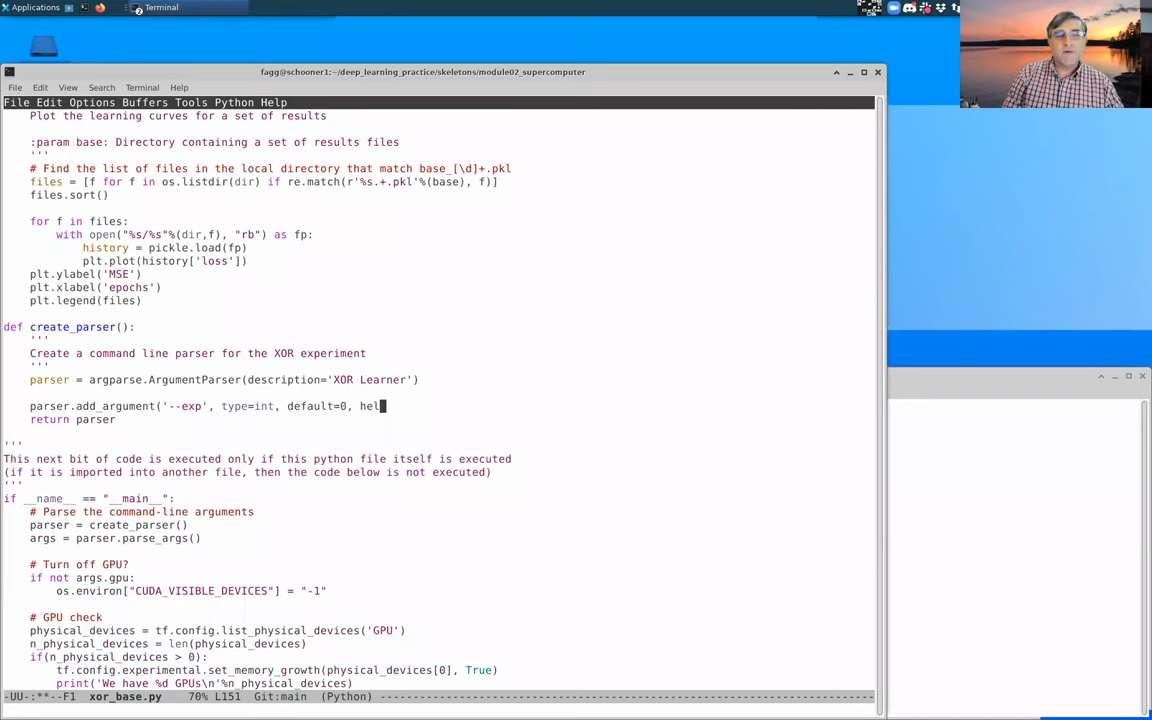 Applications
Terminal
fagg@schooner1:~/deep_learning_practice/skeletons/module02_supercomputer
File Edit View Search Terminal Help
File Edit Options Buffers Tools Python Help
Plot the learning curves for a set of results
:param base: Directory containing a set of results files
'''
# Find the list of files in the local directory that match base_[\d]+.pkl
files = [f for f in os.listdir(dir) if re.match(r'%s.+.pkl'%(base), f)]
files.sort()
for f in files:
with open("%s/%s"%(dir,f), "rb") as fp:
history = pickle.load(fp)
plt.plot(history['loss'])
plt.ylabel('MSE')
plt.xlabel('epochs')
plt.legend(files)
def create_parser():
'''
Create a command line parser for the XOR experiment
'''
parser = argparse.ArgumentParser(description='XOR Learner')
parser.add_argument('--exp', type=int, default=0, hel
return parser
'''
This next bit of code is executed only if this python file itself is executed
(if it is imported into another file, then the code below is not executed)
'''
if __name__ == "__main__":
# Parse the command-line arguments
parser = create_parser()
args = parser.parse_args()
# Turn off GPU?
if not args.gpu:
os.environ["CUDA_VISIBLE_DEVICES"] = "-1"
# GPU check
physical_devices = tf.config.list_physical_devices('GPU')
n_physical_devices = len(physical_devices)
if(n_physical_devices > 0):
tf.config.experimental.set_memory_growth(physical_devices[0], True)
print('We have %d GPUs\n'%n_physical_devices)
-UU-:**--F1 xor_base.py 70% L151 Git:main (Python) ----------